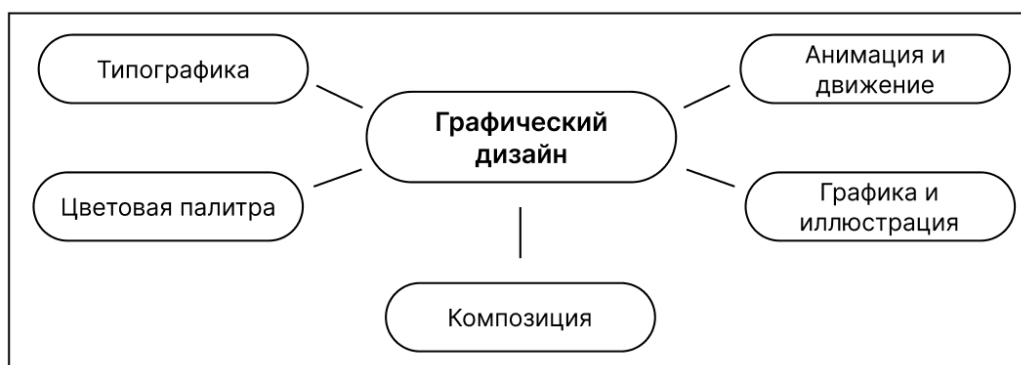 Типографика
Анимация и
движение
Графический
дизайн
Цветовая палитра
Графика и
иллюстрация
Композиция